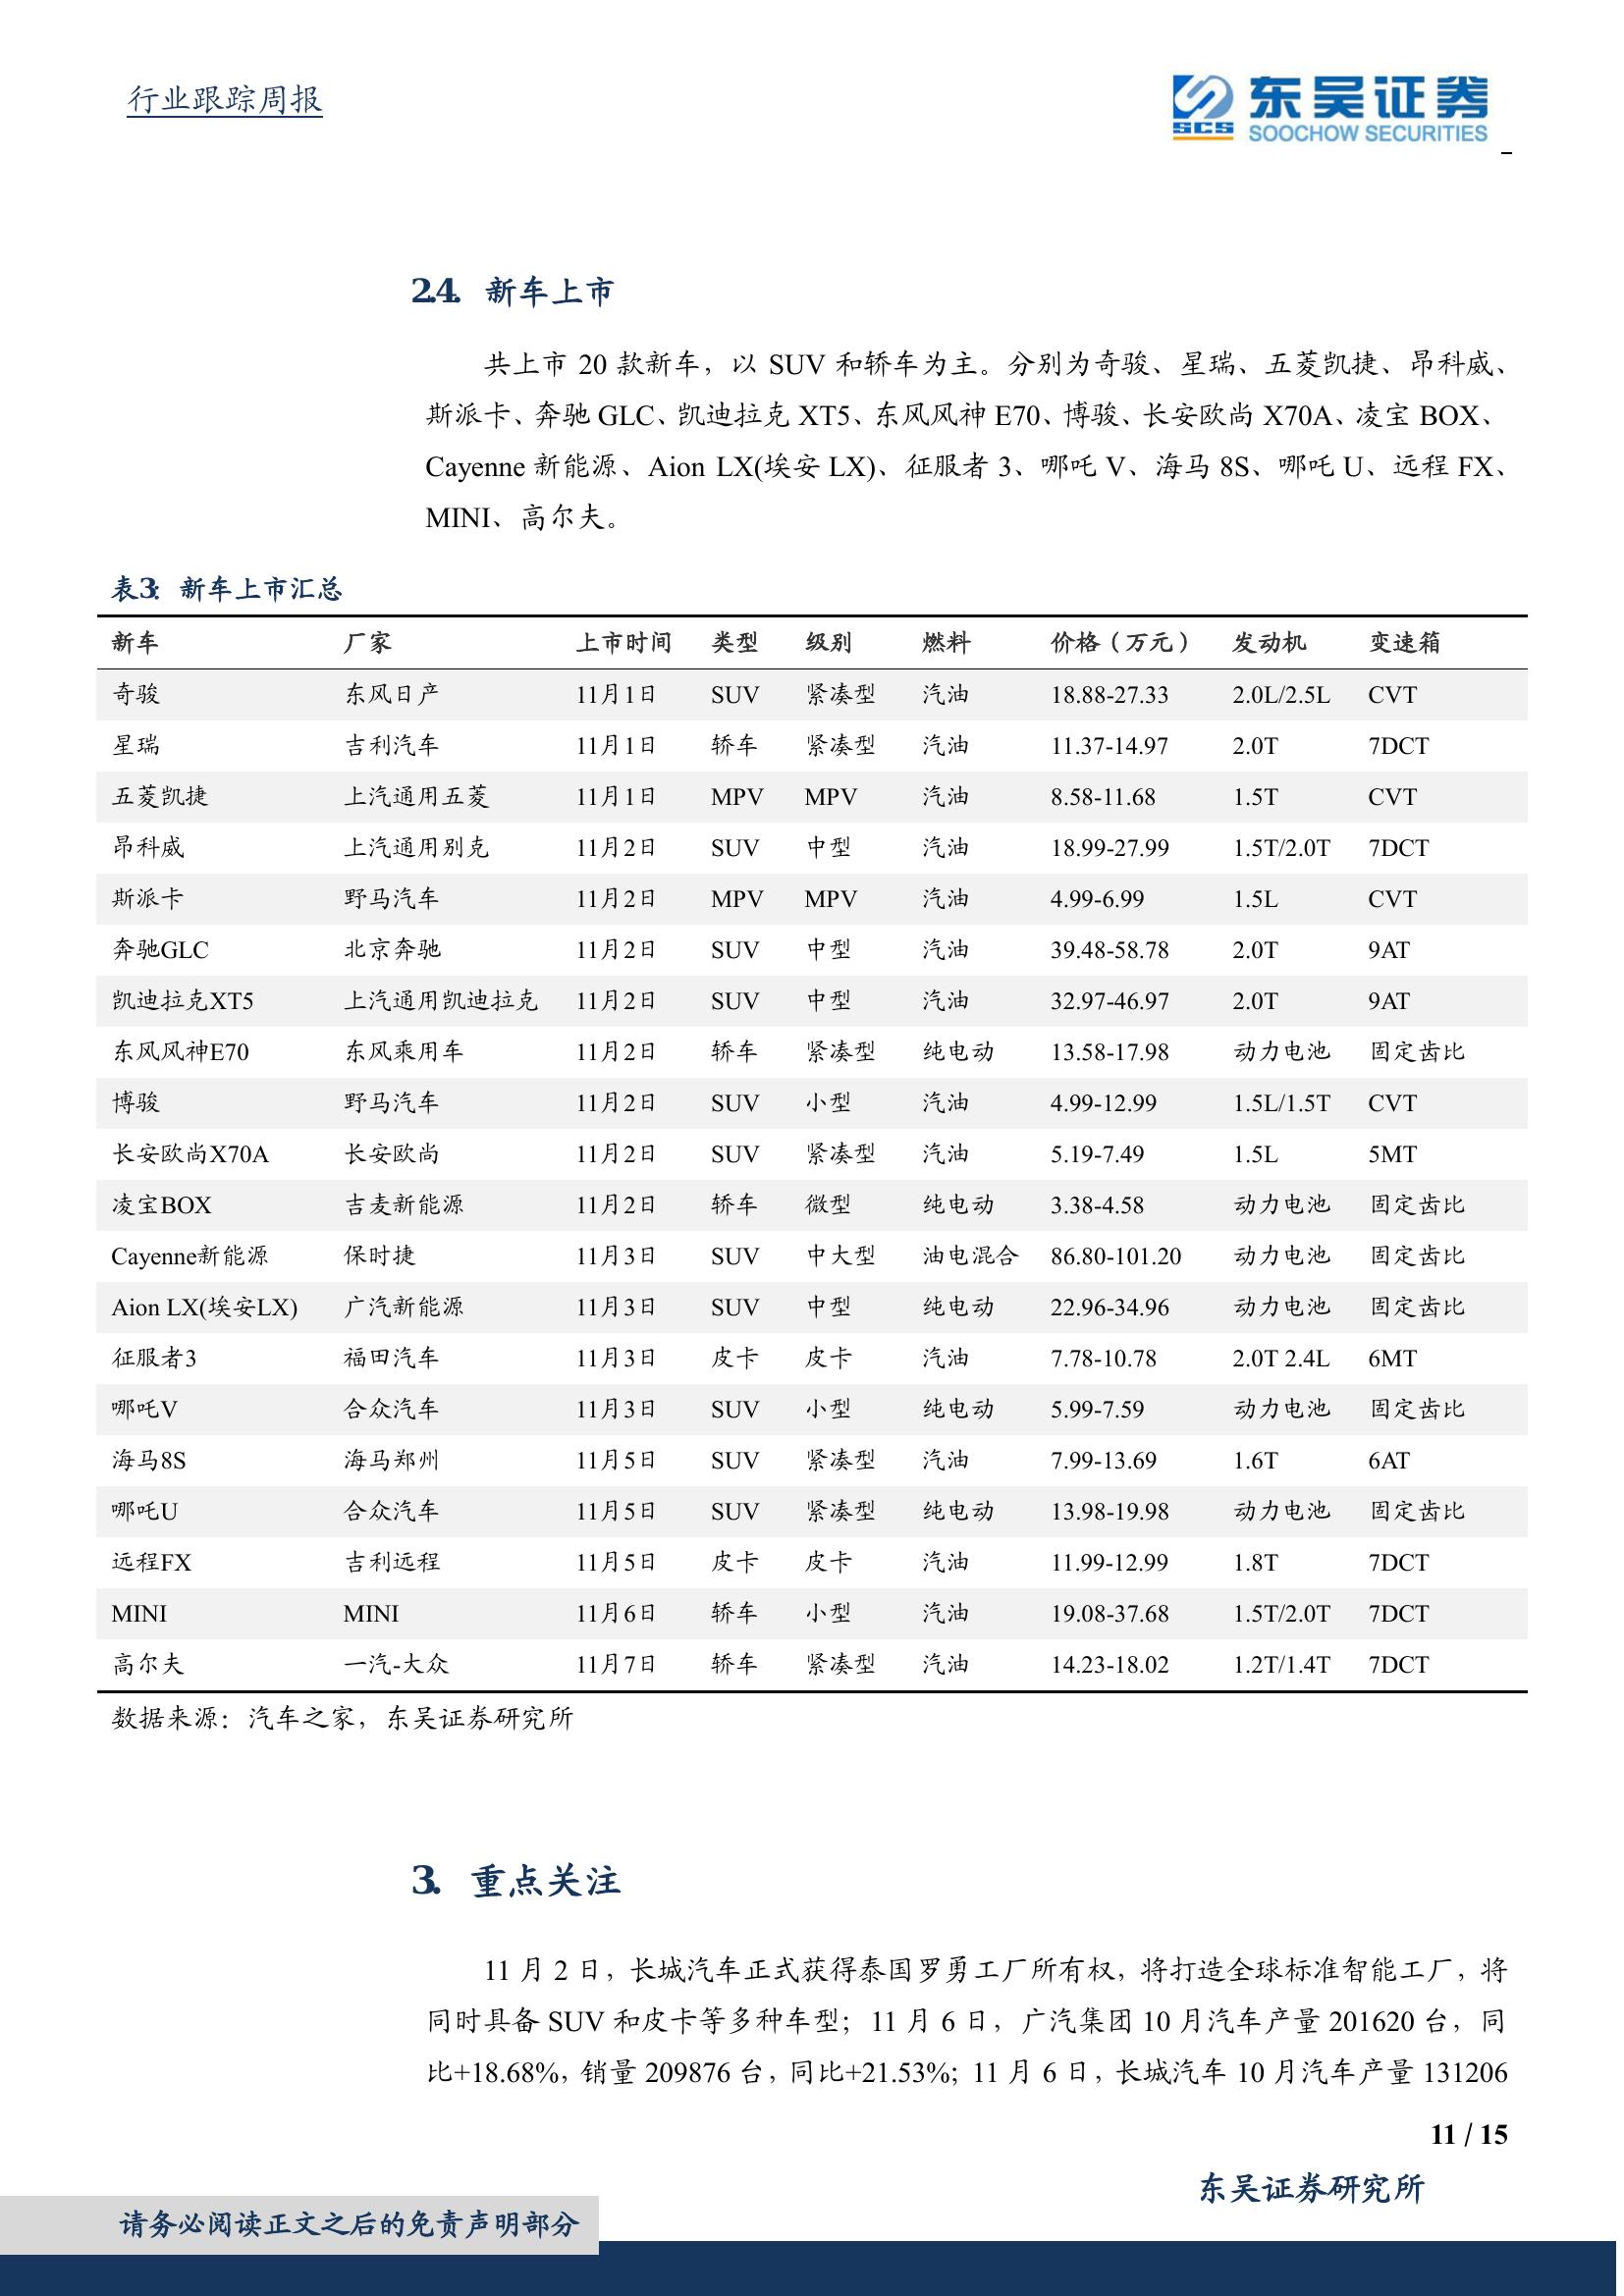 行业跟踪周报
东吴证券
SCS
SOOCHOW SECURITIES
2.4. 新车上市
共上市 20 款新车，以 SUV 和轿车为主。分别为奇骏、星瑞、五菱凯捷、昂科威、
斯派卡、奔驰 GLC、凯迪拉克 XT5、东风风神 E70、博骏、长安欧尚 X70A、凌宝 BOX、
Cayenne 新能源、Aion LX(埃安 LX)、征服者 3、哪吒 V、海马 8S、哪吒 U、远程 FX、
MINI、高尔夫。
表3：新车上市汇总
新车 厂家 上市时间 类型 级别 燃料 价格（万元） 发动机 变速箱
奇骏 东风日产 11月1日 SUV 紧凑型 汽油 18.88-27.33 2.0L/2.5L CVT
星瑞 吉利汽车 11月1日 轿车 紧凑型 汽油 11.37-14.97 2.0T 7DCT
五菱凯捷 上汽通用五菱 11月1日 MPV MPV 汽油 8.58-11.68 1.5T CVT
昂科威 上汽通用别克 11月2日 SUV 中型 汽油 18.99-27.99 1.5T/2.0T 7DCT
斯派卡 野马汽车 11月2日 MPV MPV 汽油 4.99-6.99 1.5L CVT
奔驰GLC 北京奔驰 11月2日 SUV 中型 汽油 39.48-58.78 2.0T 9AT
凯迪拉克XT5 上汽通用凯迪拉克 11月2日 SUV 中型 汽油 32.97-46.97 2.0T 9AT
东风风神E70 东风乘用车 11月2日 轿车 紧凑型 纯电动 13.58-17.98 动力电池 固定齿比
博骏 野马汽车 11月2日 SUV 小型 汽油 4.99-12.99 1.5L/1.5T CVT
长安欧尚X70A 长安欧尚 11月2日 SUV 紧凑型 汽油 5.19-7.49 1.5L 5MT
凌宝BOX 吉麦新能源 11月2日 轿车 微型 纯电动 3.38-4.58 动力电池 固定齿比
Cayenne新能源 保时捷 11月3日 SUV 中大型 油电混合 86.80-101.20 动力电池 固定齿比
Aion LX(埃安LX) 广汽新能源 11月3日 SUV 中型 纯电动 22.96-34.96 动力电池 固定齿比
征服者3 福田汽车 11月3日 皮卡 皮卡 汽油 7.78-10.78 2.0T 2.4L 6MT
哪吒V 合众汽车 11月3日 SUV 小型 纯电动 5.99-7.59 动力电池 固定齿比
海马8S 海马郑州 11月5日 SUV 紧凑型 汽油 7.99-13.69 1.6T 6AT
哪吒U 合众汽车 11月5日 SUV 紧凑型 纯电动 13.98-19.98 动力电池 固定齿比
远程FX 吉利远程 11月5日 皮卡 皮卡 汽油 11.99-12.99 1.8T 7DCT
MINI MINI 11月6日 轿车 小型 汽油 19.08-37.68 1.5T/2.0T 7DCT
高尔夫 一汽-大众 11月7日 轿车 紧凑型 汽油 14.23-18.02 1.2T/1.4T 7DCT
数据来源：汽车之家，东吴证券研究所
3. 重点关注
11 月 2 日，长城汽车正式获得泰国罗勇工厂所有权，将打造全球标准智能工厂，将
同时具备 SUV 和皮卡等多种车型；11 月 6 日，广汽集团 10 月汽车产量 201620 台，同
比+18.68%，销量 209876 台，同比+21.53%；11 月 6 日，长城汽车 10 月汽车产量 131206
11 / 15
东吴证券研究所
请务必阅读正文之后的免责声明部分